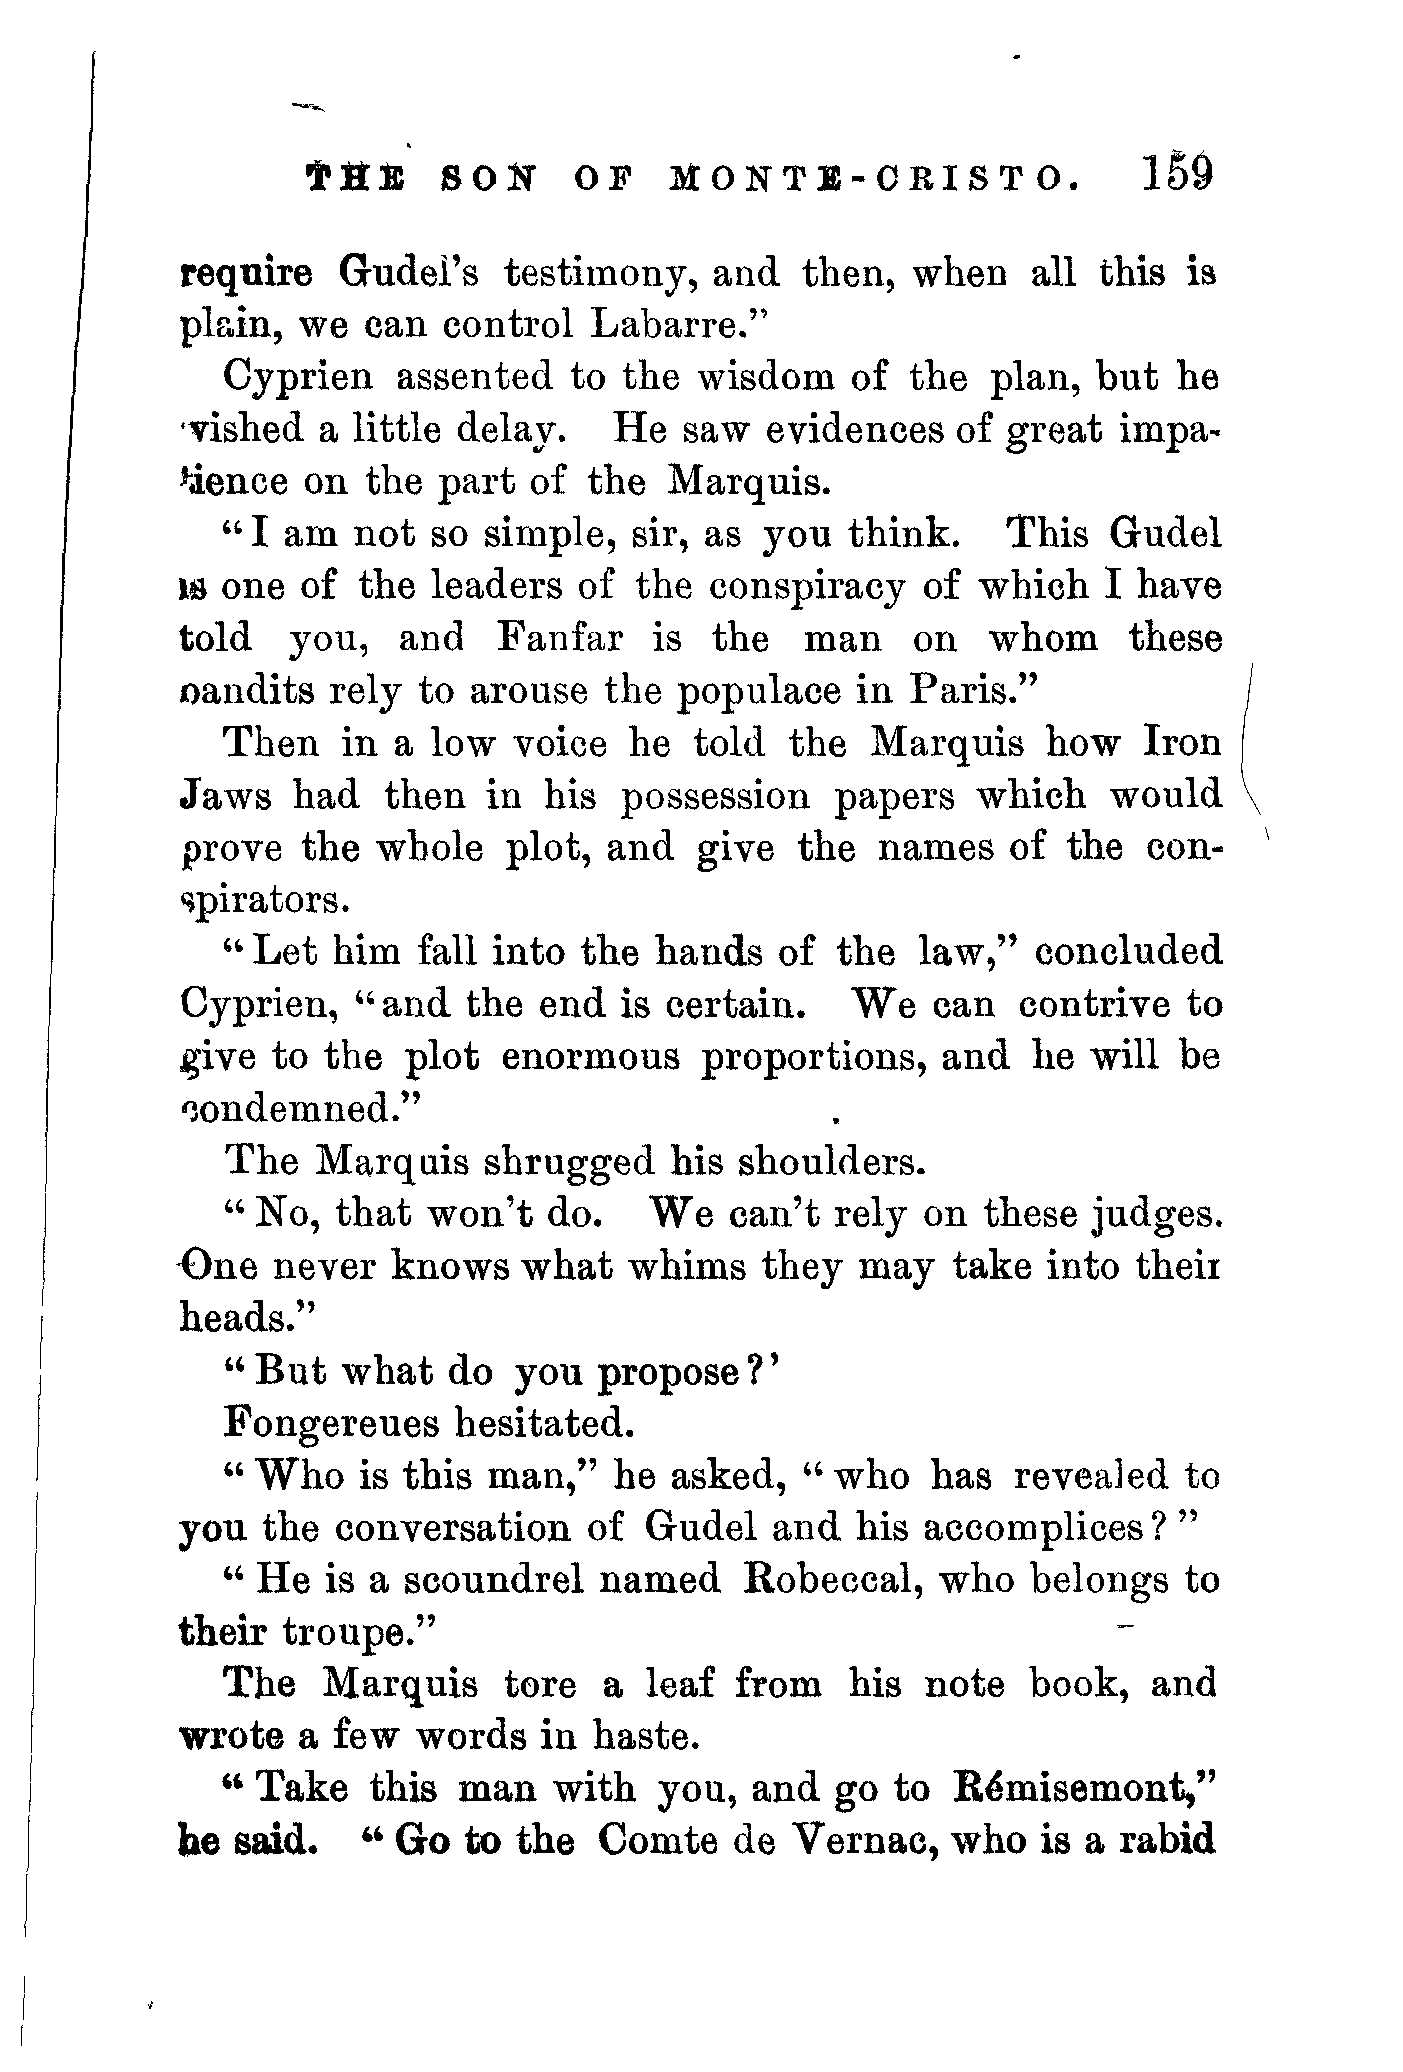 THE SON OF MONTE-CRISTO. 159
require Gudel's testimony, and then, when all this is
plain, we can control Labarre."
Cyprien assented to the wisdom of the plan, but he
wished a little delay. He saw evidences of great impa-
tience on the part of the Marquis.
"I am not so simple, sir, as you think. This Gudel
is one of the leaders of the conspiracy of which I have
told you, and Fanfar is the man on whom these
bandits rely to arouse the populace in Paris."
Then in a low voice he told the Marquis how Iron
Jaws had then in his possession papers which would
prove the whole plot, and give the names of the con-
spirators.
"Let him fall into the hands of the law," concluded
Cyprien, "and the end is certain. We can contrive to
give to the plot enormous proportions, and he will be
condemned."
The Marquis shrugged his shoulders.
"No, that won't do. We can't rely on these judges.
One never knows what whims they may take into their
heads."
"But what do you propose?'
Fongereues hesitated.
"Who is this man," he asked, "who has revealed to
you the conversation of Gudel and his accomplices?"
"He is a scoundrel named Robeccal, who belongs to
their troupe."
The Marquis tore a leaf from his note book, and
wrote a few words in haste.
"Take this man with you, and go to Rémisemont,"
he said. "Go to the Comte de Vernac, who is a rabid